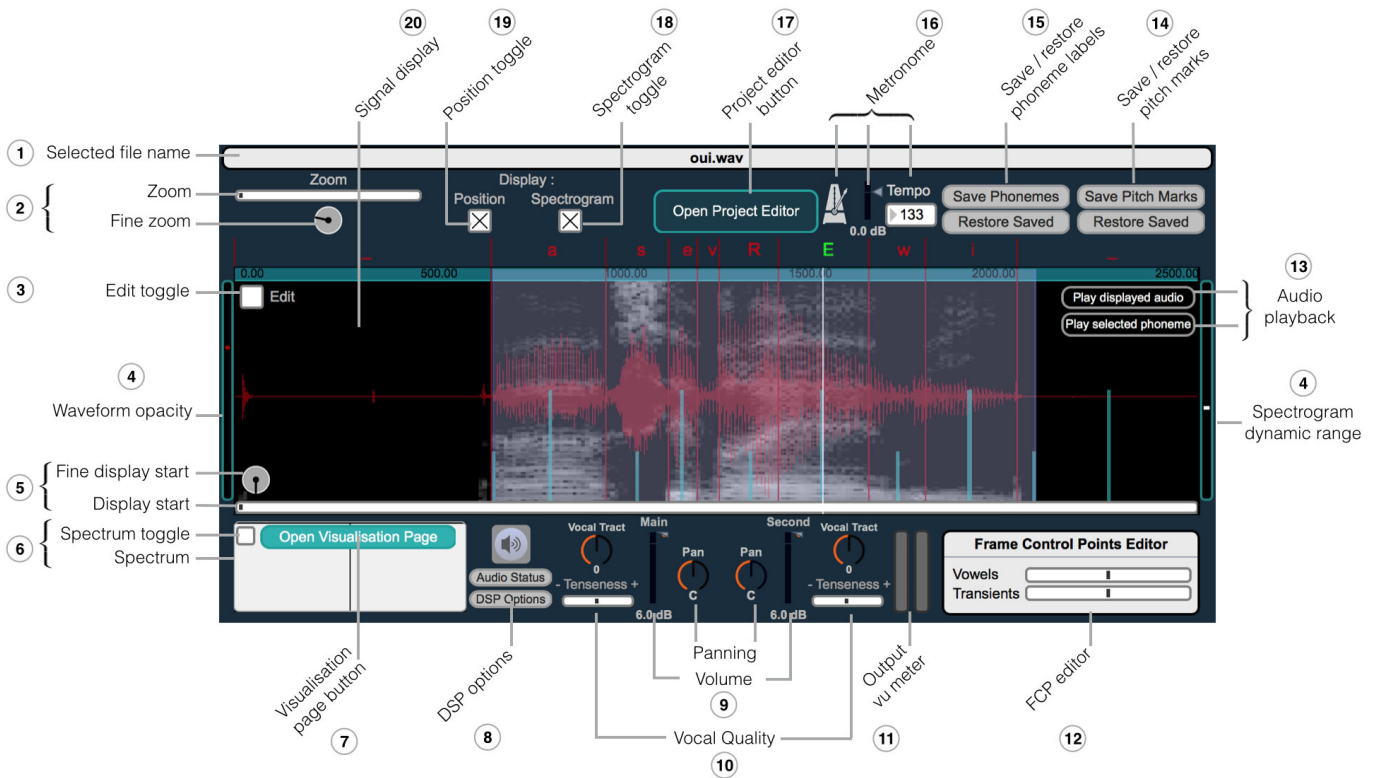 20
19
18
17
16
15
14
Signal display
Position toggle
Spectrogram
toggle
Project editor
button
Metronome
Save / restore
phoneme labels
Save / restore
pitch marks
1
Selected file name
oui.wav
2
Zoom
Fine zoom
Zoom
Display :
Position
Spectrogram
Open Project Editor
0.0 dB
Tempo
133
Save Phonemes
Restore Saved
Save Pitch Marks
Restore Saved
_ a s e v R E w i _
0.00 500.00 1000.00 1500.00 2000.00 2500.00
3
Edit toggle
Edit
Play displayed audio
Play selected phoneme
13
Audio
playback
4
Waveform opacity
4
Spectrogram
dynamic range
5
Fine display start
Display start
6
Spectrum toggle
Spectrum
Open Visualisation Page
Audio Status
DSP Options
Vocal Tract
0
- Tenseness +
Main
6.0 dB
Pan
C
Pan
C
Second
6.0 dB
Vocal Tract
0
- Tenseness +
Frame Control Points Editor
Vowels
Transients
Visualisation
page button
7
DSP options
8
Panning
Volume
9
Vocal Quality
10
Output
vu meter
11
FCP editor
12